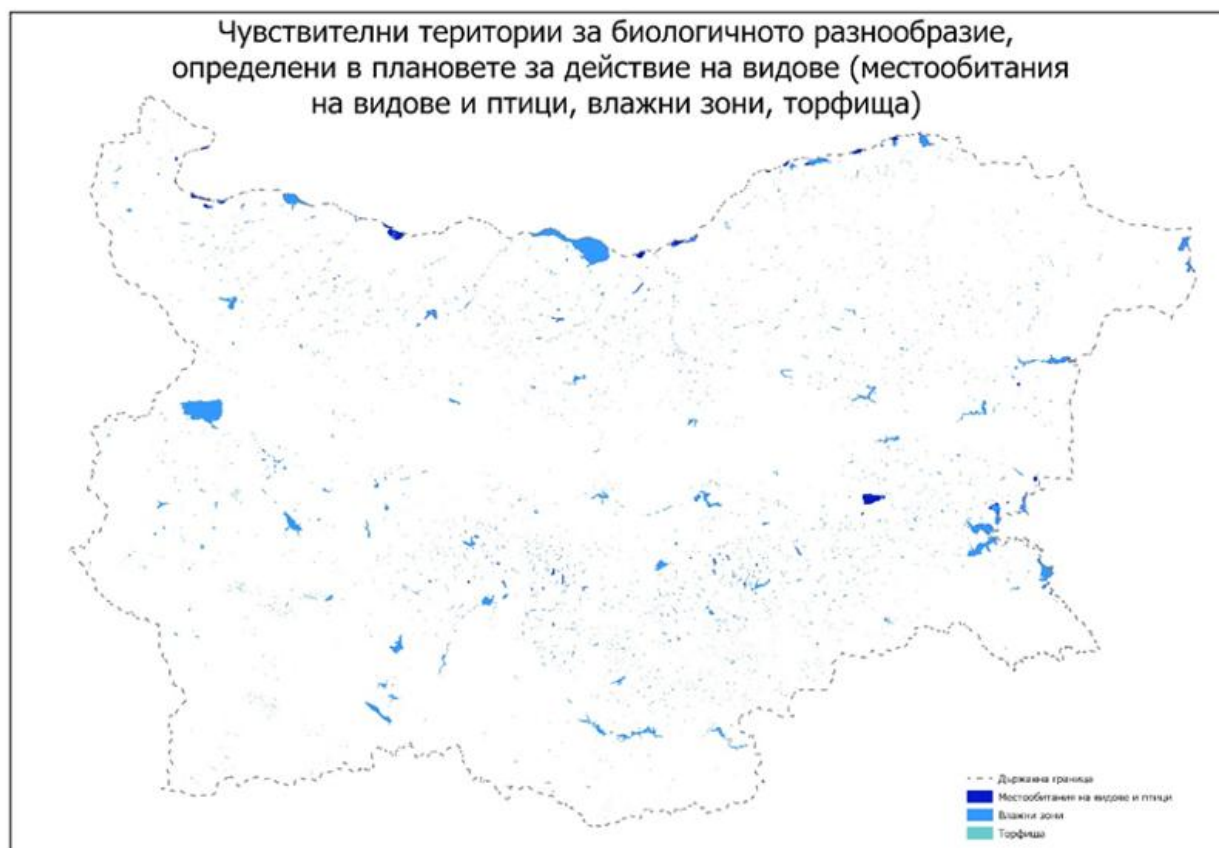 Чувствителни територии за биологичното разнообразие,
определени в плановете за действие на видове (местообитания
на видове и птици, влажни зони, торфища)
Държавна граница
Местообитания на видове и птици
Влажни зони
Торфища